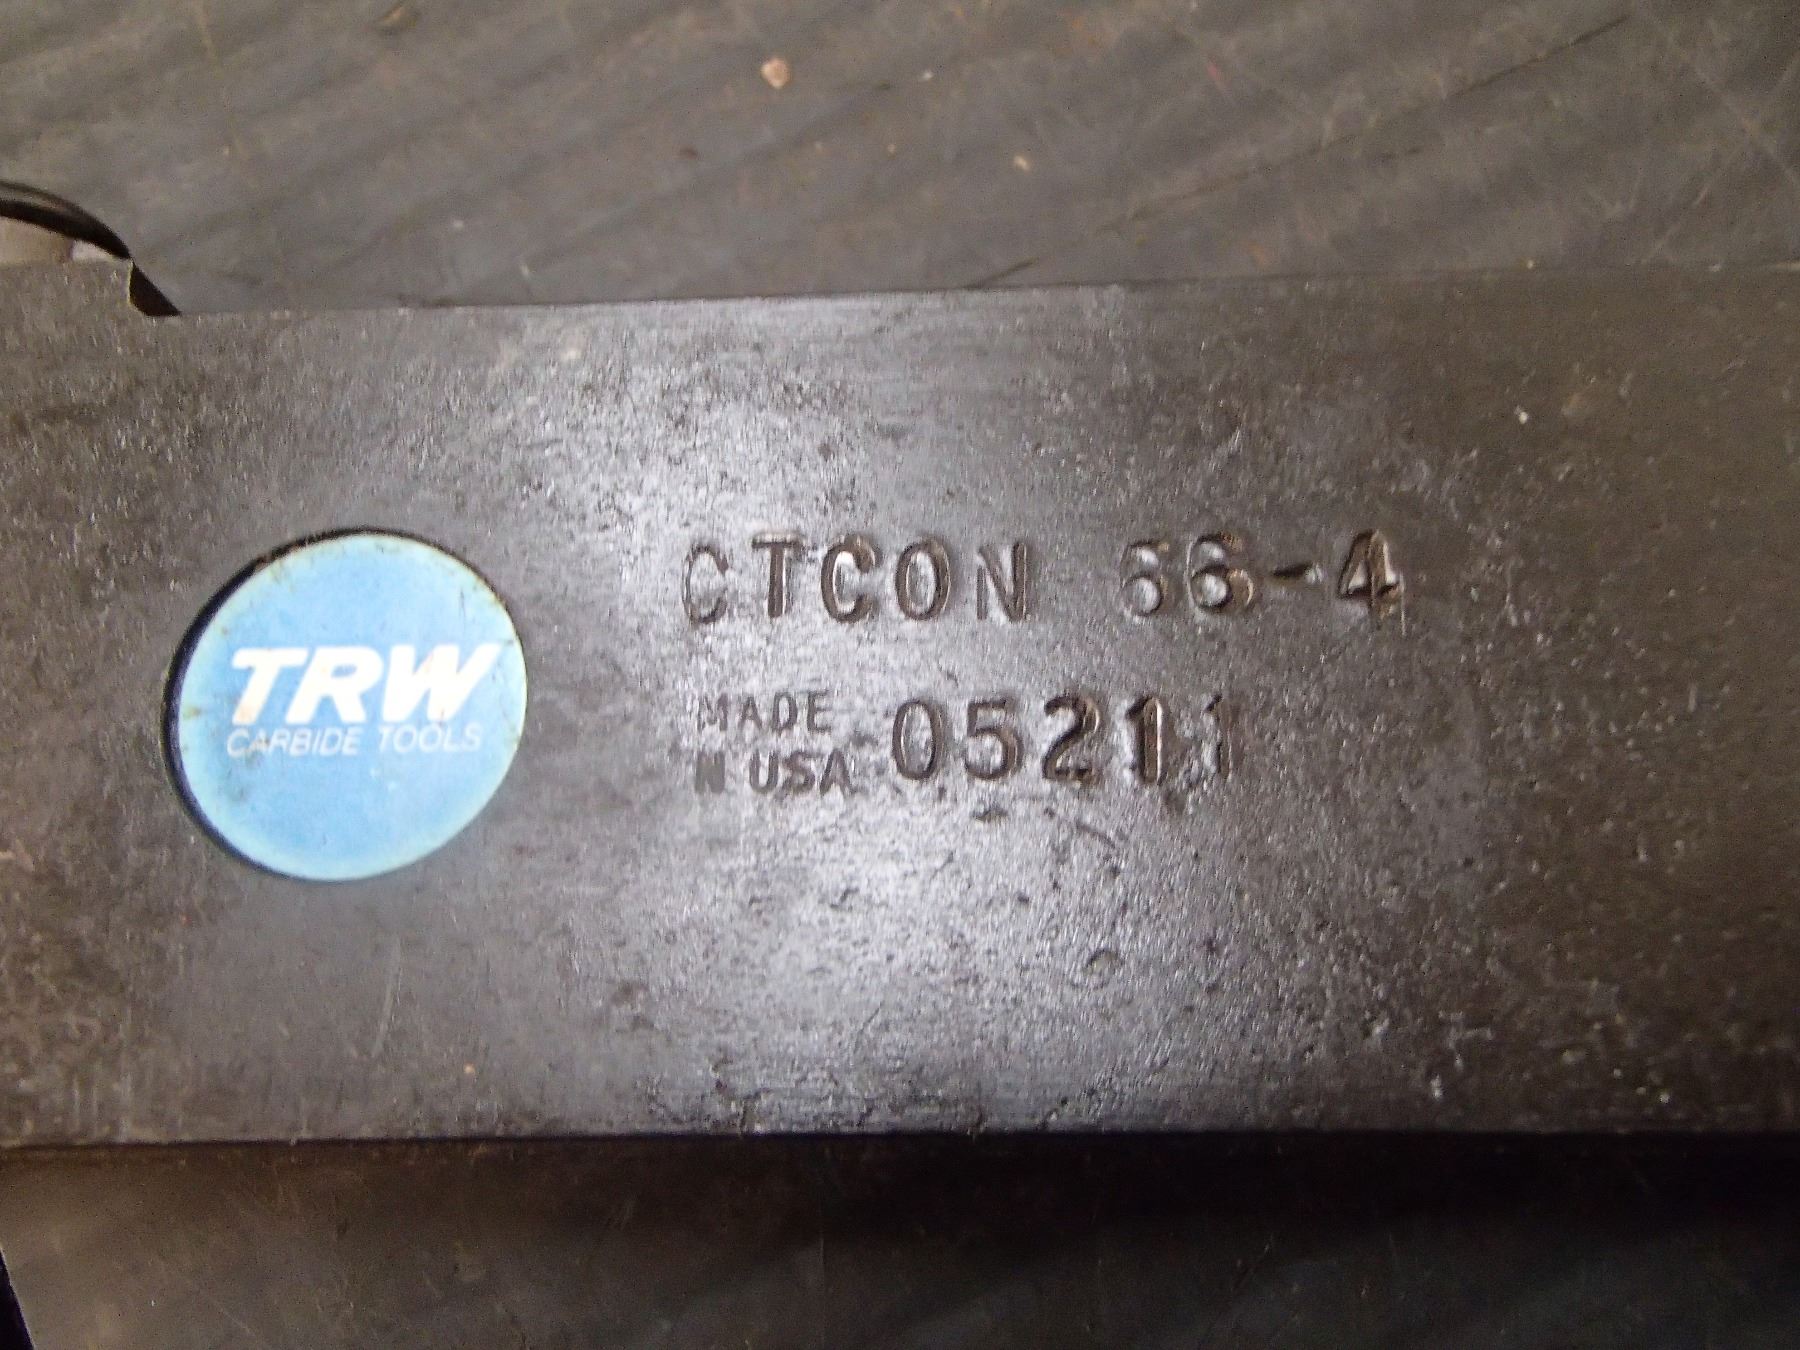 TRW
CARBIDE TOOLS
CTCON 66-4
MADE
N USA 05211